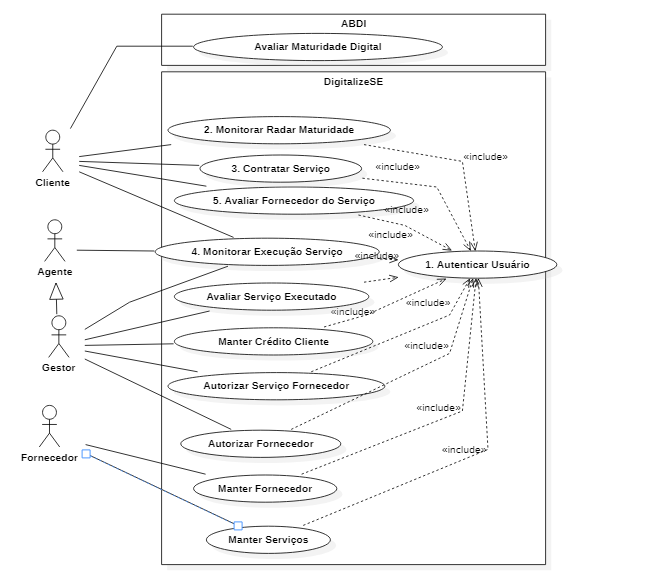 ABDI
Avaliar Maturidade Digital
DigitalizeSE
2. Monitorar Radar Maturidade
«include»
3. Contratar Serviço
«include»
Cliente
5. Avaliar Fornecedor do Serviço
«include»
«include»
4. Monitorar Execução Serviço
«include»
1. Autenticar Usuário
Agente
Avaliar Serviço Executado
«include»
«include»
Manter Crédito Cliente
«include»
Gestor
Autorizar Serviço Fornecedor
«include»
Autorizar Fornecedor
«include»
Fornecedor
Manter Fornecedor
Manter Serviços